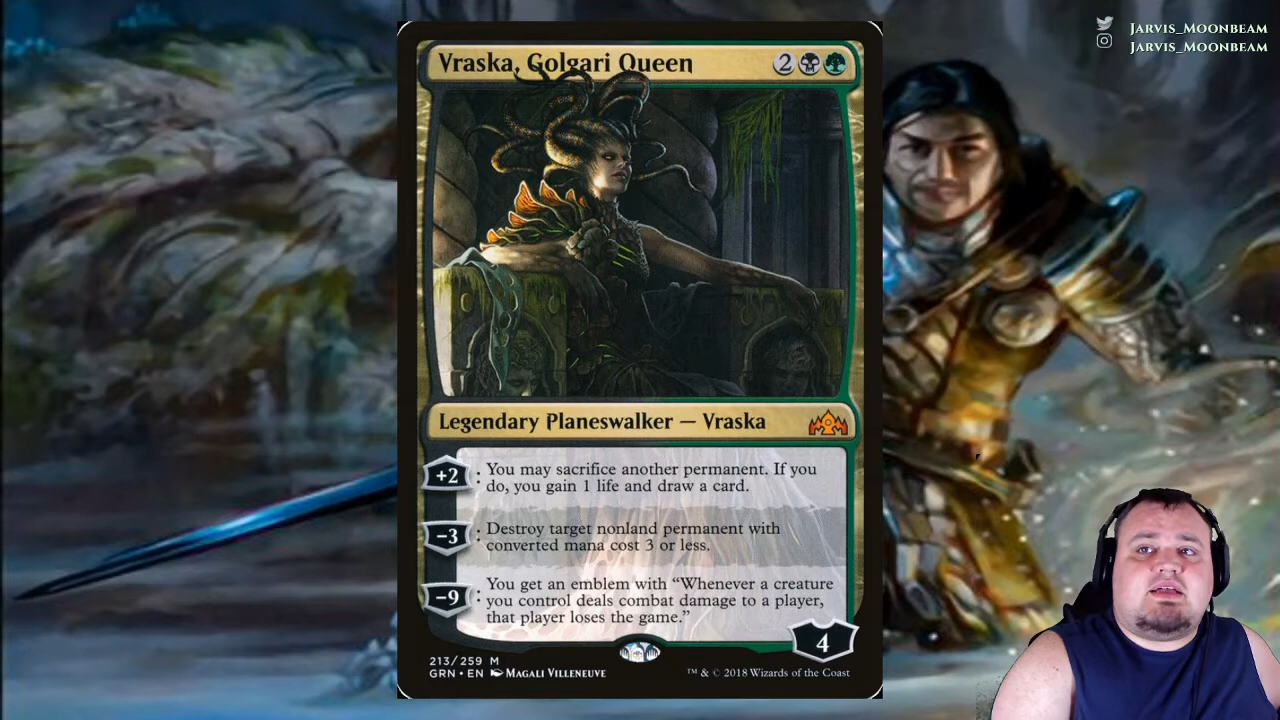 Jarvis_Moonbeam
Jarvis_Moonbeam
Vraska, Golgari Queen 2
Legendary Planeswalker — Vraska
+2 : You may sacrifice another permanent. If you
do, you gain 1 life and draw a card.
−3 : Destroy target nonland permanent with
converted mana cost 3 or less.
−9 : You get an emblem with “Whenever a creature
you control deals combat damage to a player,
that player loses the game.”
4
213/259 M
GRN • EN Magali Villeneuve ™ & © 2018 Wizards of the Coast